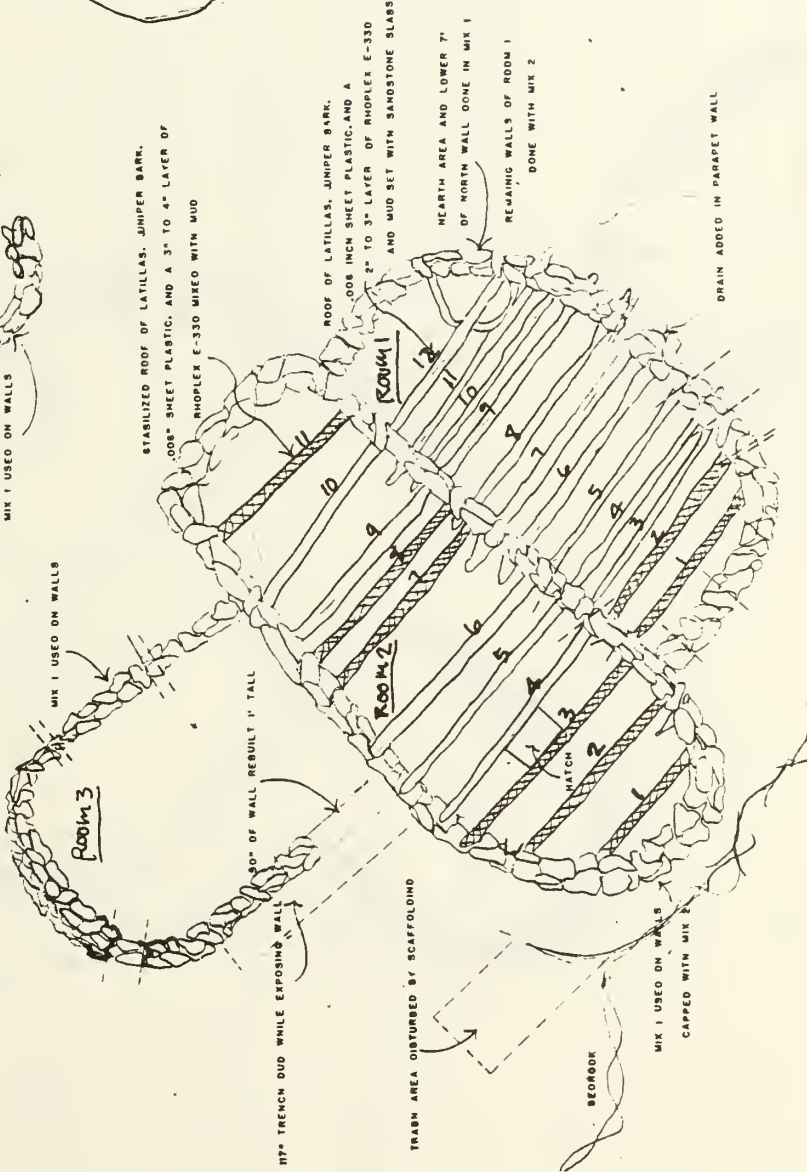 MIX 1 USED ON WALLS
98
MIX 1 USED ON WALLS
STABILIZED ROOF OF LATILLAS, JUNIPER BARK,
.006" SHEET PLASTIC, AND A 3" TO 4" LAYER OF
RHOPLEX E-330 MIXED WITH MUD
ROOF OF LATILLAS, JUNIPER BARK,
.006 INCH SHEET PLASTIC, AND A
2" TO 3" LAYER OF RHOPLEX E-330
AND MUD SET WITH SANDSTONE SLABS
HEARTH AREA AND LOWER 7'
OF NORTH WALL DONE IN MIX 1
REMAINIG WALLS OF ROOM 1
DONE WITH MIX 2
DRAIN ADDED IN PARAPET WALL
ROOM 3
90" OF WALL REBUILT 1' TALL
117" TRENCH DUD WHILE EXPOSING WALL
TRASH AREA DISTURBED BY SCAFFOLDING
BEDROCK
MIX 1 USED ON WALLS
CAPPED WITH MIX 2
ROOM 2
11
10
9
8
7
6
5
4
3
2
1
HATCH
ROOM 1
12
11
10
9
8
7
6
5
4
3
2
1